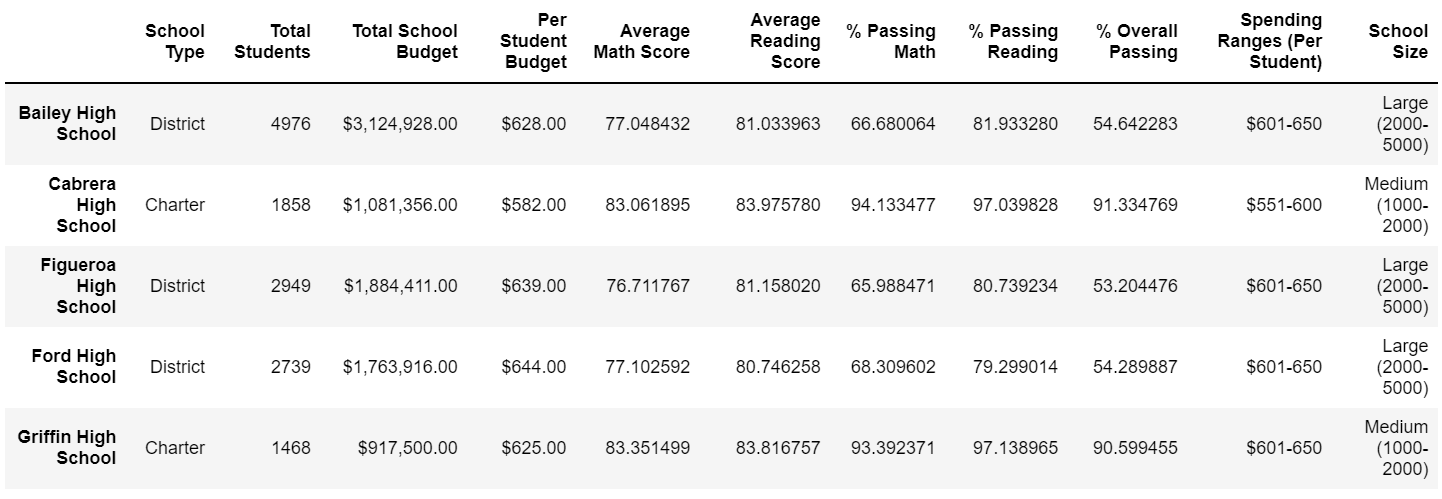 School Type Total Students Total School Budget Per Student Budget Average Math Score Average Reading Score % Passing Math % Passing Reading % Overall Passing Spending Ranges (Per Student) School Size
Bailey High School District 4976 $3,124,928.00 $628.00 77.048432 81.033963 66.680064 81.933280 54.642283 $601-650 Large (2000-5000)
Cabrera High School Charter 1858 $1,081,356.00 $582.00 83.061895 83.975780 94.133477 97.039828 91.334769 $551-600 Medium (1000-2000)
Figueroa High School District 2949 $1,884,411.00 $639.00 76.711767 81.158020 65.988471 80.739234 53.204476 $601-650 Large (2000-5000)
Ford High School District 2739 $1,763,916.00 $644.00 77.102592 80.746258 68.309602 79.299014 54.289887 $601-650 Large (2000-5000)
Griffin High School Charter 1468 $917,500.00 $625.00 83.351499 83.816757 93.392371 97.138965 90.599455 $601-650 Medium (1000-2000)